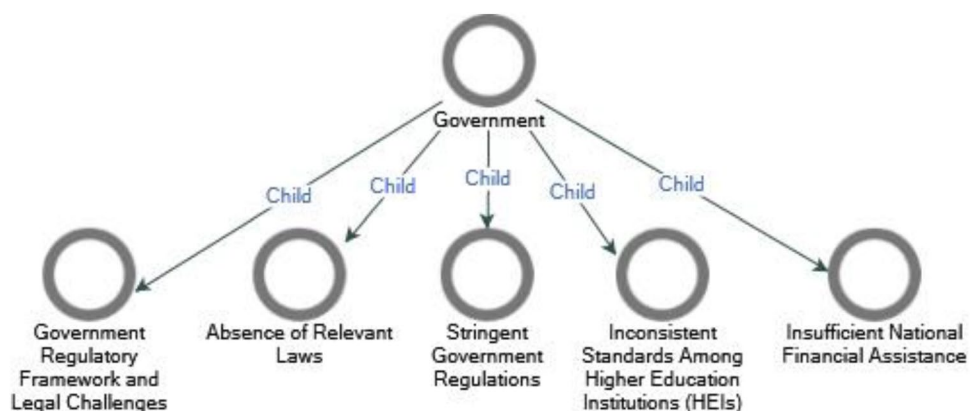 Government
Child
Child
Child
Child
Child
Government
Regulatory
Framework and
Legal Challenges
Absence of Relevant
Laws
Stringent
Government
Regulations
Inconsistent
Standards Among
Higher Education
Institutions (HEIs)
Insufficient National
Financial Assistance